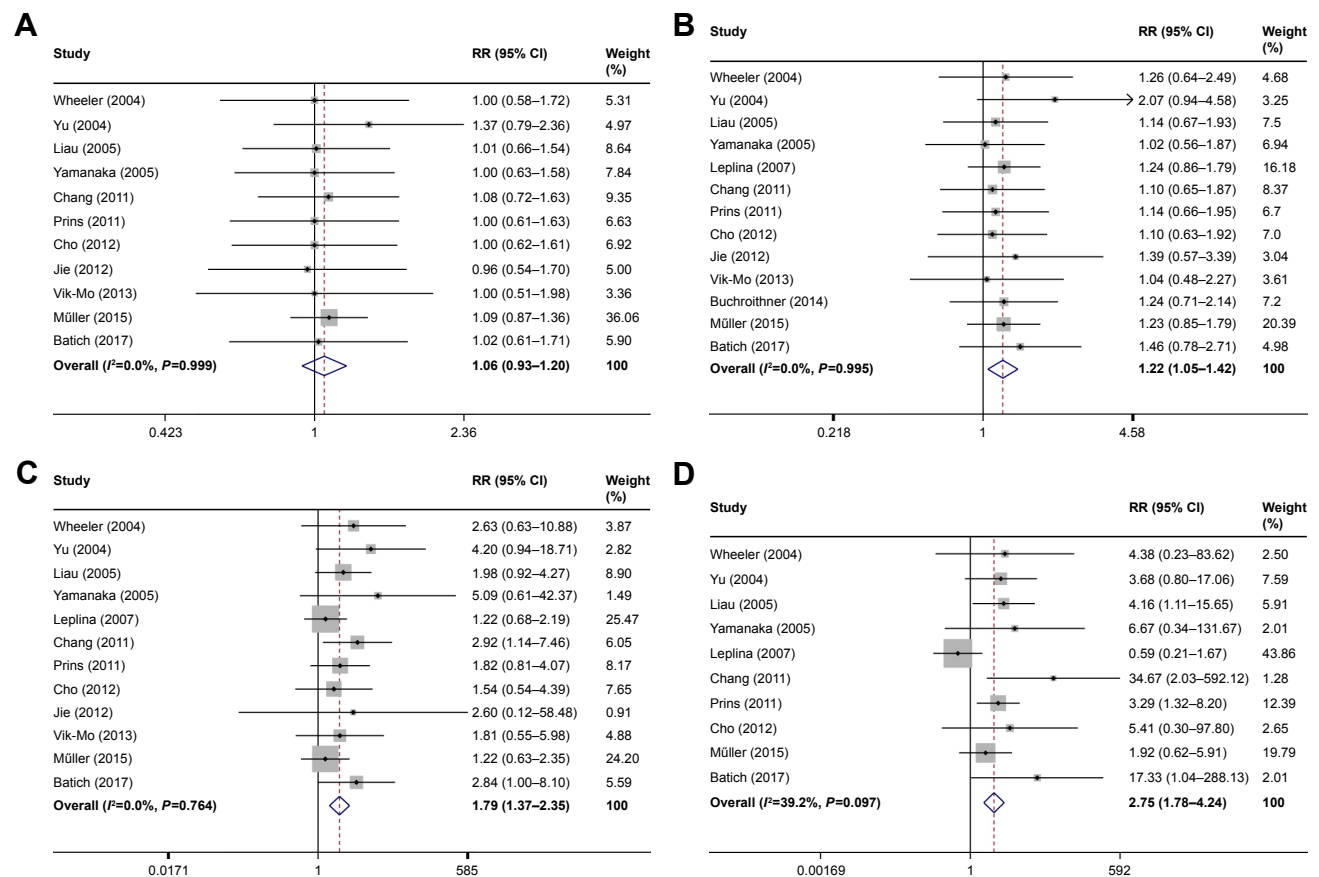 A
Study RR (95% CI) Weight
(%)
Wheeler (2004) 1.00 (0.58–1.72) 5.31
Yu (2004) 1.37 (0.79–2.36) 4.97
Liau (2005) 1.01 (0.66–1.54) 8.64
Yamanaka (2005) 1.00 (0.63–1.58) 7.84
Chang (2011) 1.08 (0.72–1.63) 9.35
Prins (2011) 1.00 (0.61–1.63) 6.63
Cho (2012) 1.00 (0.62–1.61) 6.92
Jie (2012) 0.96 (0.54–1.70) 5.00
Vik-Mo (2013) 1.00 (0.51–1.98) 3.36
Műller (2015) 1.09 (0.87–1.36) 36.06
Batich (2017) 1.02 (0.61–1.71) 5.90
Overall (I²=0.0%, P=0.999) 1.06 (0.93–1.20) 100
0.423 1 2.36
B
Study RR (95% CI) Weight
(%)
Wheeler (2004) 1.26 (0.64–2.49) 4.68
Yu (2004) 2.07 (0.94–4.58) 3.25
Liau (2005) 1.14 (0.67–1.93) 7.5
Yamanaka (2005) 1.02 (0.56–1.87) 6.94
Leplina (2007) 1.24 (0.86–1.79) 16.18
Chang (2011) 1.10 (0.65–1.87) 8.37
Prins (2011) 1.14 (0.66–1.95) 6.7
Cho (2012) 1.10 (0.63–1.92) 7.0
Jie (2012) 1.39 (0.57–3.39) 3.04
Vik-Mo (2013) 1.04 (0.48–2.27) 3.61
Buchroithner (2014) 1.24 (0.71–2.14) 7.2
Műller (2015) 1.23 (0.85–1.79) 20.39
Batich (2017) 1.46 (0.78–2.71) 4.98
Overall (I²=0.0%, P=0.995) 1.22 (1.05–1.42) 100
0.218 1 4.58
C
Study RR (95% CI) Weight
(%)
Wheeler (2004) 2.63 (0.63–10.88) 3.87
Yu (2004) 4.20 (0.94–18.71) 2.82
Liau (2005) 1.98 (0.92–4.27) 8.90
Yamanaka (2005) 5.09 (0.61–42.37) 1.49
Leplina (2007) 1.22 (0.68–2.19) 25.47
Chang (2011) 2.92 (1.14–7.46) 6.05
Prins (2011) 1.82 (0.81–4.07) 8.17
Cho (2012) 1.54 (0.54–4.39) 7.65
Jie (2012) 2.60 (0.12–58.48) 0.91
Vik-Mo (2013) 1.81 (0.55–5.98) 4.88
Műller (2015) 1.22 (0.63–2.35) 24.20
Batich (2017) 2.84 (1.00–8.10) 5.59
Overall (I²=0.0%, P=0.764) 1.79 (1.37–2.35) 100
0.0171 1 585
D
Study RR (95% CI) Weight
(%)
Wheeler (2004) 4.38 (0.23–83.62) 2.50
Yu (2004) 3.68 (0.80–17.06) 7.59
Liau (2005) 4.16 (1.11–15.65) 5.91
Yamanaka (2005) 6.67 (0.34–131.67) 2.01
Leplina (2007) 0.59 (0.21–1.67) 43.86
Chang (2011) 34.67 (2.03–592.12) 1.28
Prins (2011) 3.29 (1.32–8.20) 12.39
Cho (2012) 5.41 (0.30–97.80) 2.65
Műller (2015) 1.92 (0.62–5.91) 19.79
Batich (2017) 17.33 (1.04–288.13) 2.01
Overall (I²=39.2%, P=0.097) 2.75 (1.78–4.24) 100
0.00169 1 592